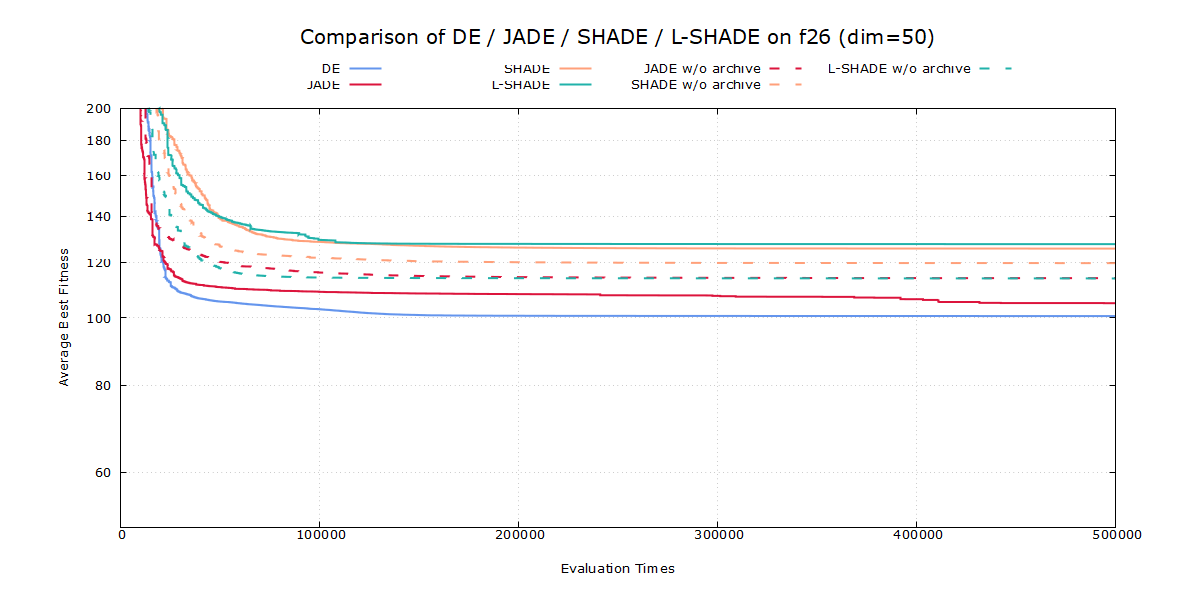 Comparison of DE / JADE / SHADE / L-SHADE on f26 (dim=50)
DE SHADE JADE w/o archive L-SHADE w/o archive
JADE L-SHADE SHADE w/o archive
200
180
160
140
120
100
80
60
Average Best Fitness
0 100000 200000 300000 400000 500000
Evaluation Times